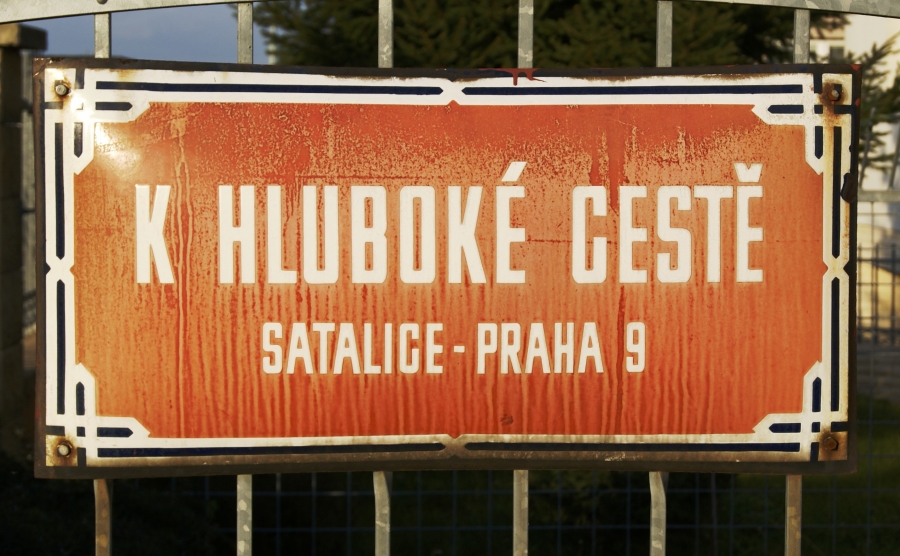 K HLUBOKÉ CESTĚ
SATALICE - PRAHA 9